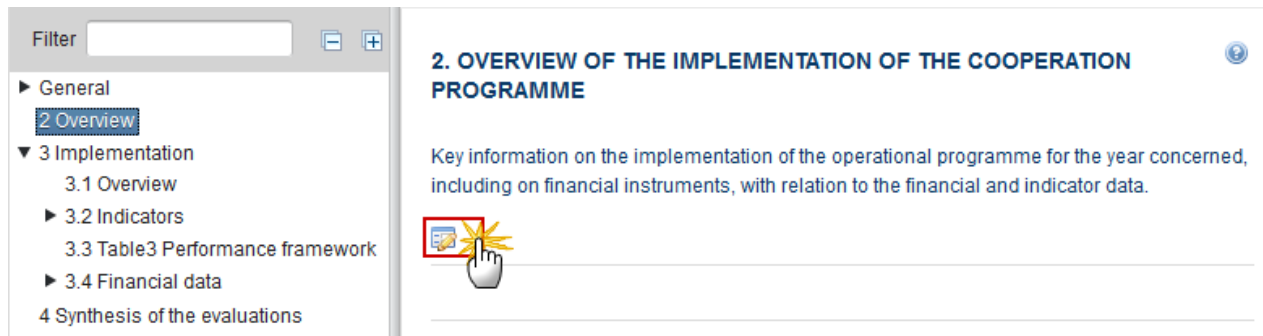 Filter
General
2 Overview
3 Implementation
3.1 Overview
3.2 Indicators
3.3 Table3 Performance framework
3.4 Financial data
4 Synthesis of the evaluations
2. OVERVIEW OF THE IMPLEMENTATION OF THE COOPERATION
PROGRAMME
Key information on the implementation of the operational programme for the year concerned,
including on financial instruments, with relation to the financial and indicator data.